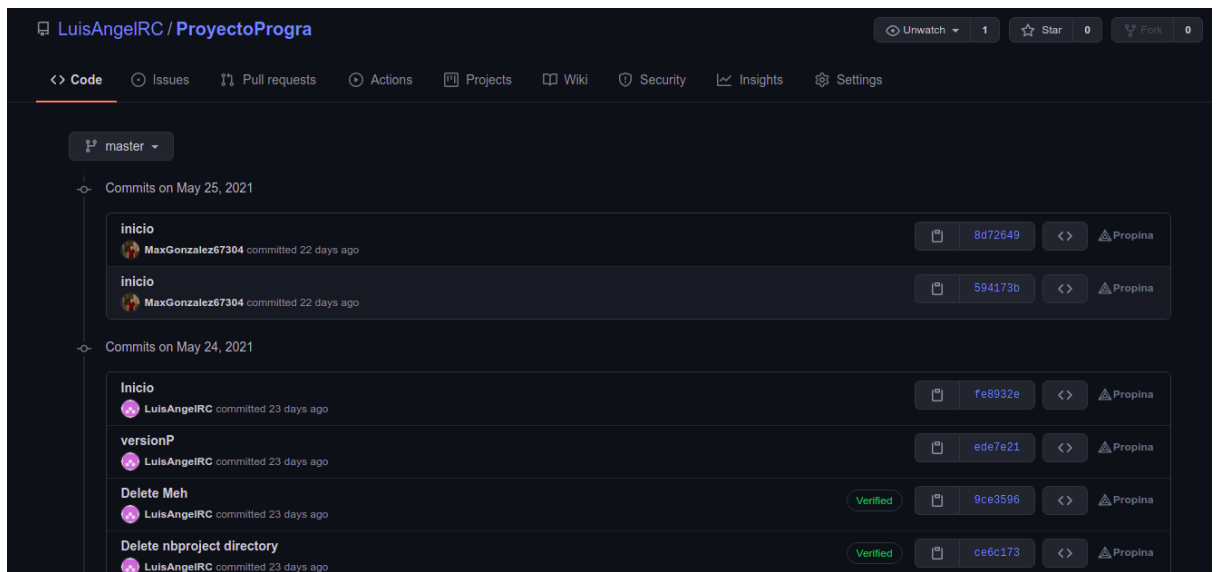 LuisAngelRC / ProyectoProgra
Unwatch 1 Star 0 Fork 0
<> Code Issues Pull requests Actions Projects Wiki Security Insights Settings
master
Commits on May 25, 2021
inicio
MaxGonzalez67304 committed 22 days ago
8d72649 <> Propina
inicio
MaxGonzalez67304 committed 22 days ago
594173b <> Propina
Commits on May 24, 2021
Inicio
LuisAngelRC committed 23 days ago
fe8932e <> Propina
versionP
LuisAngelRC committed 23 days ago
ede7e21 <> Propina
Delete Meh
LuisAngelRC committed 23 days ago
Verified 9ce3596 <> Propina
Delete nbproject directory
LuisAngelRC committed 23 days ago
Verified ce6c173 <> Propina